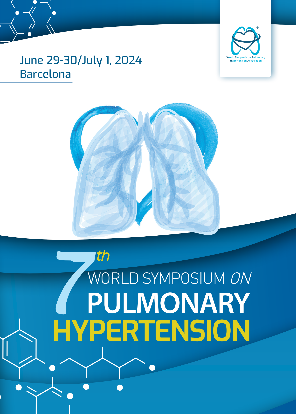 June 29-30/July 1, 2024
Barcelona
7th
WORLD SYMPOSIUM ON
PULMONARY
HYPERTENSION